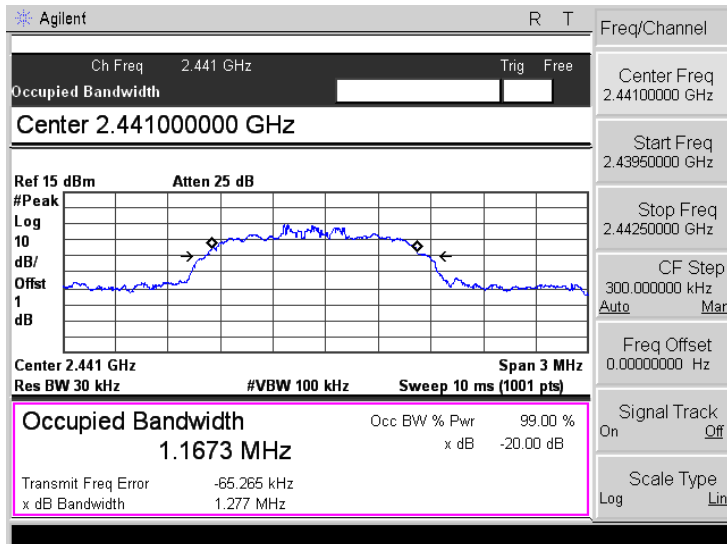 Agilent
R T
Ch Freq 2.441 GHz
Trig Free
Occupied Bandwidth
Center 2.441000000 GHz
Ref 15 dBm Atten 25 dB
#Peak
Log
10
dB/
Offst
1
dB
Center 2.441 GHz Span 3 MHz
Res BW 30 kHz #VBW 100 kHz Sweep 10 ms (1001 pts)
Occupied Bandwidth
1.1673 MHz
Occ BW % Pwr 99.00 %
x dB -20.00 dB
Transmit Freq Error -65.265 kHz
x dB Bandwidth 1.277 MHz
Freq/Channel
Center Freq
2.44100000 GHz
Start Freq
2.43950000 GHz
Stop Freq
2.44250000 GHz
CF Step
300.000000 kHz
Auto Man
Freq Offset
0.00000000 Hz
Signal Track
On Off
Scale Type
Log Lin